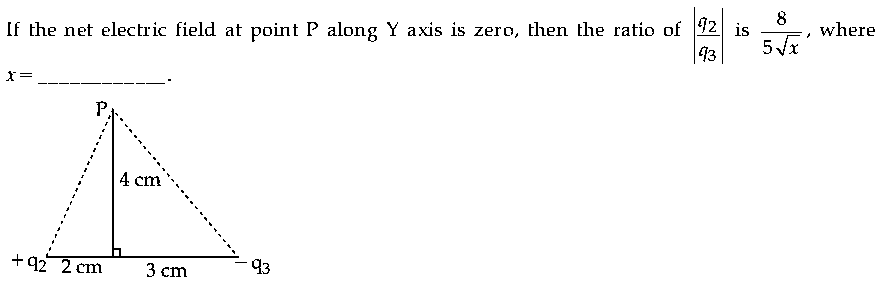 If the net electric field at point P along Y axis is zero, then the ratio of |q2/q3| is 8/(5√x), where
x = ____________.
P
4 cm
+ q2 2 cm 3 cm − q3